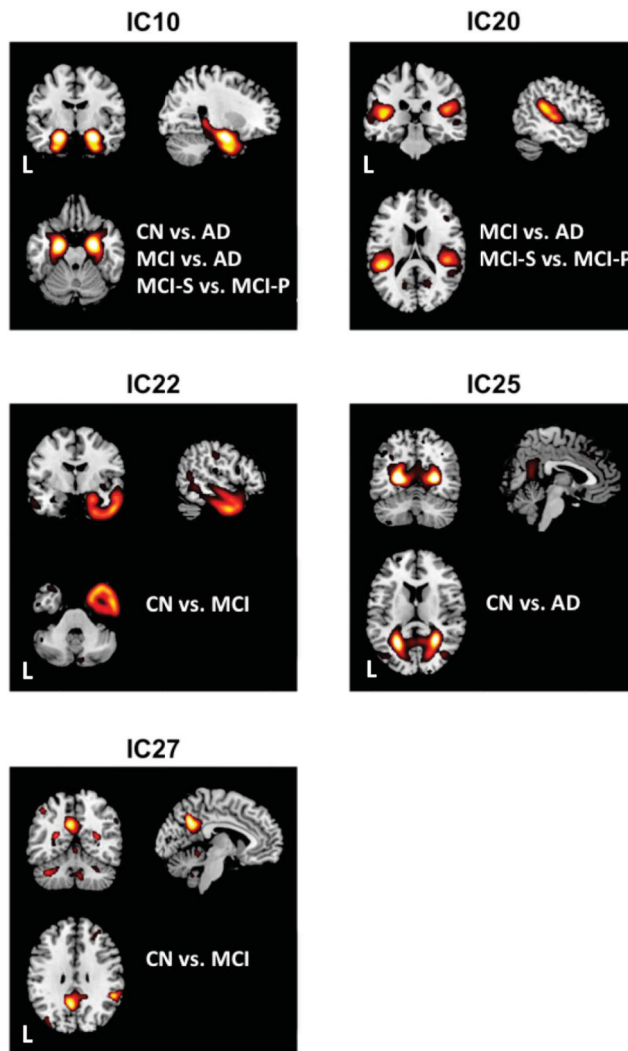 IC10
L
CN vs. AD
MCI vs. AD
MCI-S vs. MCI-P
IC20
L
MCI vs. AD
MCI-S vs. MCI-P
IC22
L
CN vs. MCI
IC25
L
CN vs. AD
IC27
L
CN vs. MCI